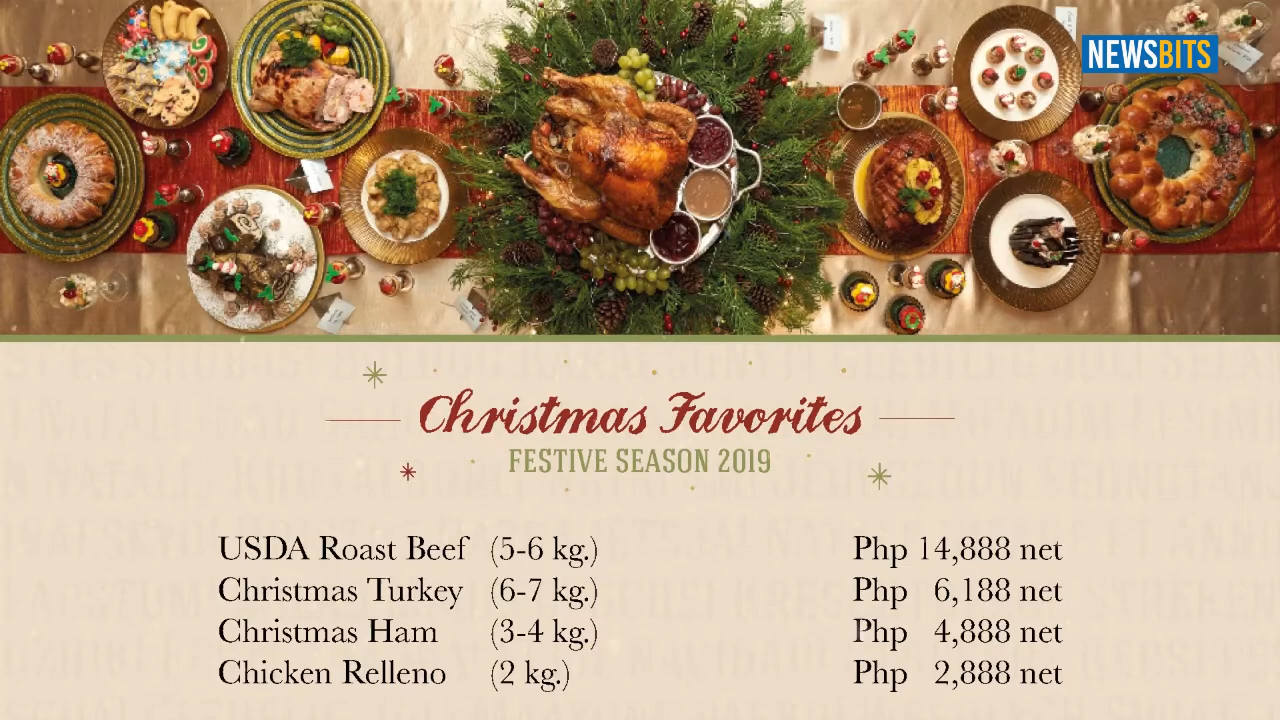 NEWSBITS
Christmas Favorites
FESTIVE SEASON 2019
USDA Roast Beef (5-6 kg.) Php 14,888 net
Christmas Turkey (6-7 kg.) Php 6,188 net
Christmas Ham (3-4 kg.) Php 4,888 net
Chicken Relleno (2 kg.) Php 2,888 net